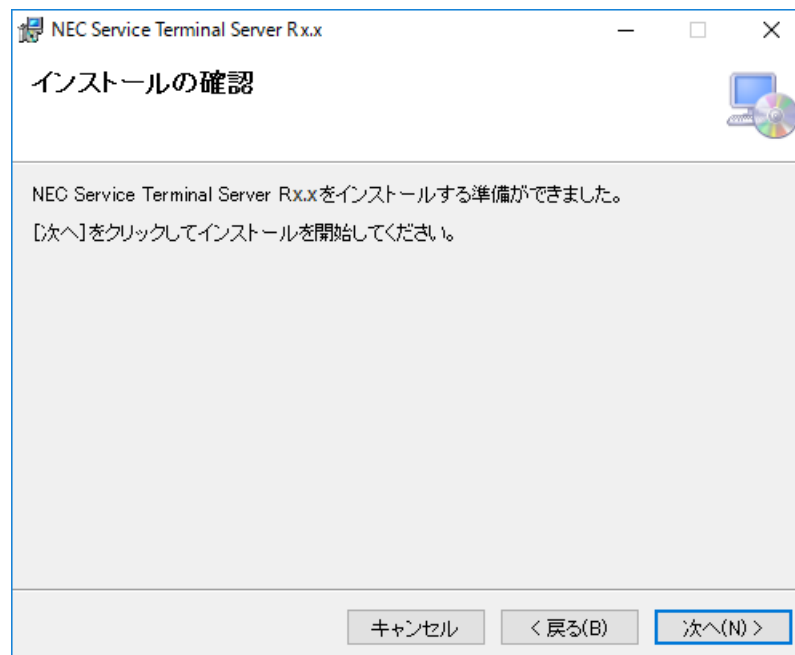 NEC Service Terminal Server Rx.x
インストールの確認
NEC Service Terminal Server Rx.xをインストールする準備ができました。
[次へ]をクリックしてインストールを開始してください。
キャンセル
< 戻る(B)
次へ(N) >